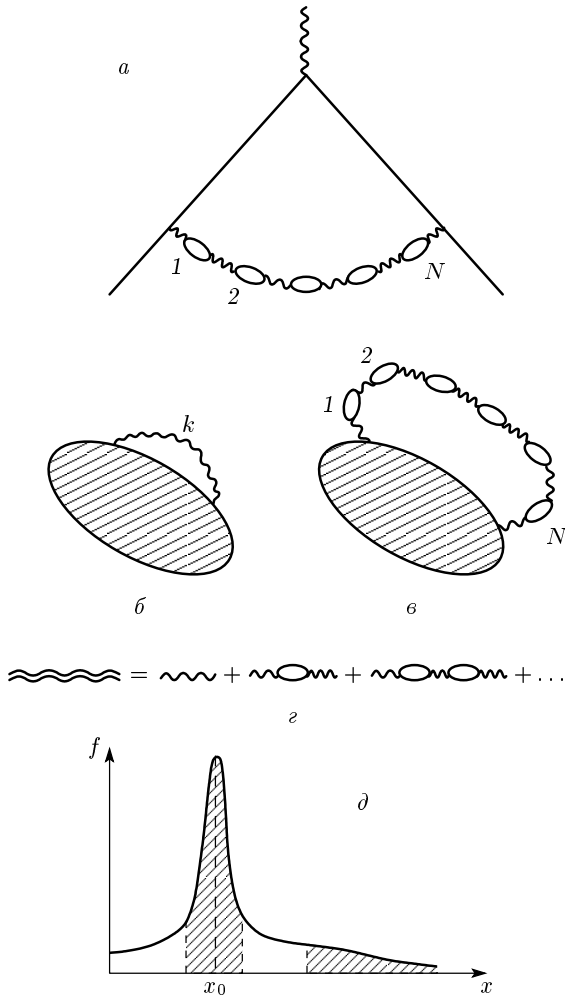 а
1
2
N
k
2
1
N
б
в
= + + + ...
г
f
д
x₀
x